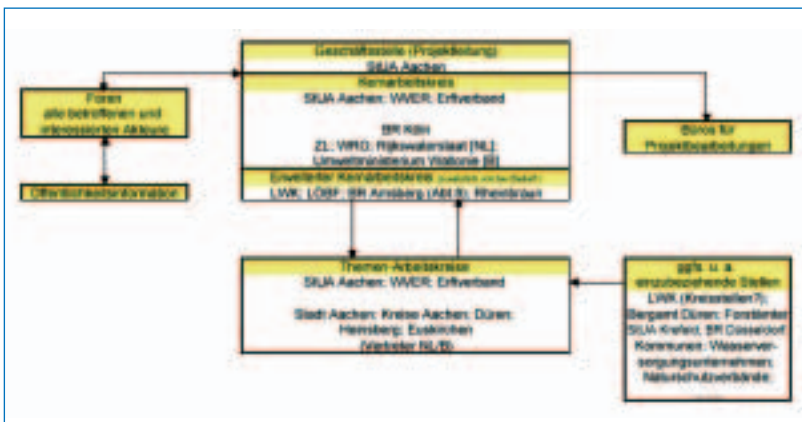 Geschäftsstelle (Projektleitung)
StUA Aachen
Kernarbeitskreis
StUA Aachen; WVER; Erftverband
BR Köln
ZL; WRO; Rijkswaterstaat [NL];
Umweltministerium Wallonie [B]
Erweiterter Kernarbeitskreis
LWK; LÖBF; BR Arnsberg (Abt.8); Rheinbraun
Foren
alle betroffenen und
interessierten Akteure
Öffentlichkeitsinformation
Büros für
Projektbearbeitungen
Themen-Arbeitskreise
StUA Aachen; WVER; Erftverband
Stadt Aachen; Kreise Aachen; Düren;
Heinsberg; Euskirchen
(Vertreter NL/B)
ggfs. u. a.
einzubeziehende Stellen
LWK (Kreisstellen?);
Bergamt Düren; Forstämter
StUA Krefeld, BR Düsseldorf
Kommunen; Wasserver-
sorgungsunternehmen;
Naturschutzverbände;